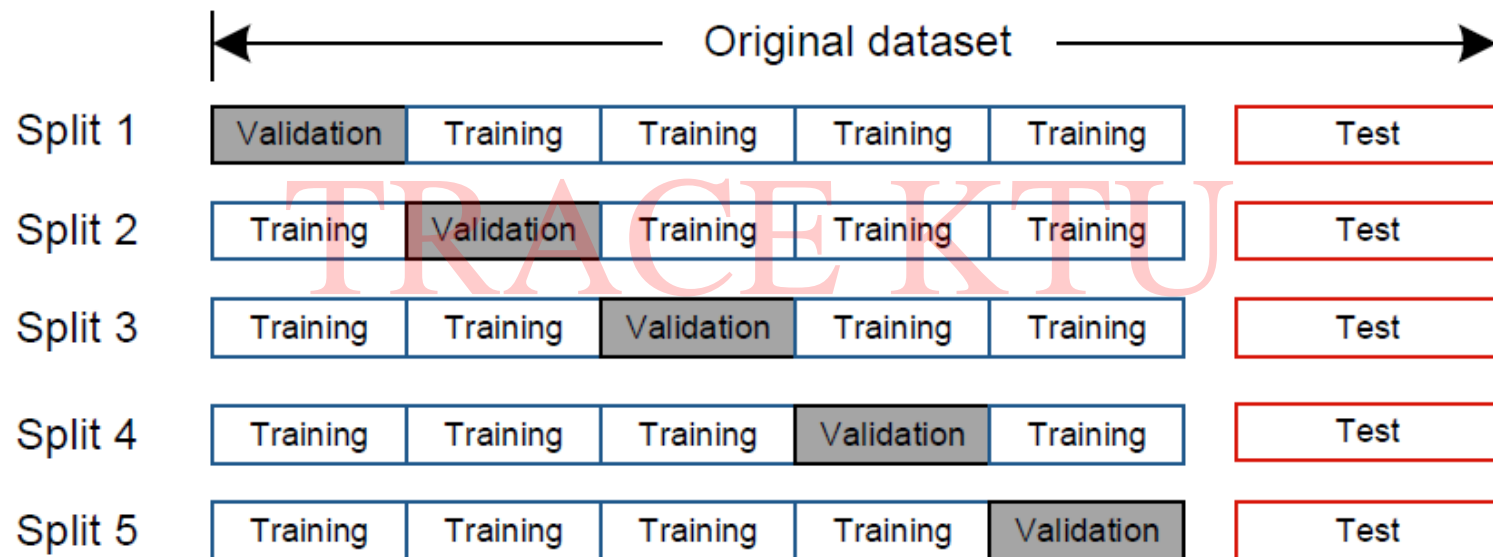 Original dataset
Split 1 Validation Training Training Training Training Test
Split 2 Training Validation Training Training Training Test
TRACE KTU
Split 3 Training Training Validation Training Training Test
Split 4 Training Training Training Validation Training Test
Split 5 Training Training Training Training Validation Test